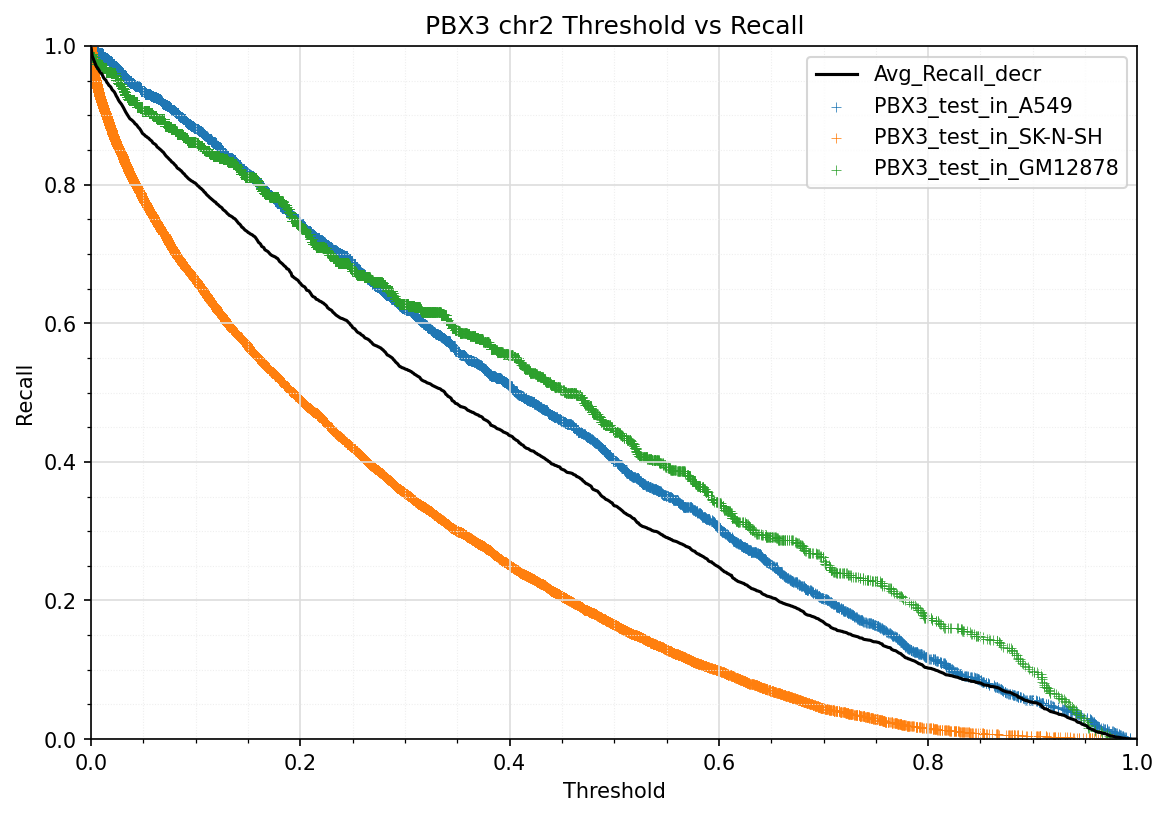 PBX3 chr2 Threshold vs Recall
Avg_Recall_decr
PBX3_test_in_A549
PBX3_test_in_SK-N-SH
PBX3_test_in_GM12878
Recall
1.0
0.8
0.6
0.4
0.2
0.0
0.0 0.2 0.4 0.6 0.8 1.0
Threshold